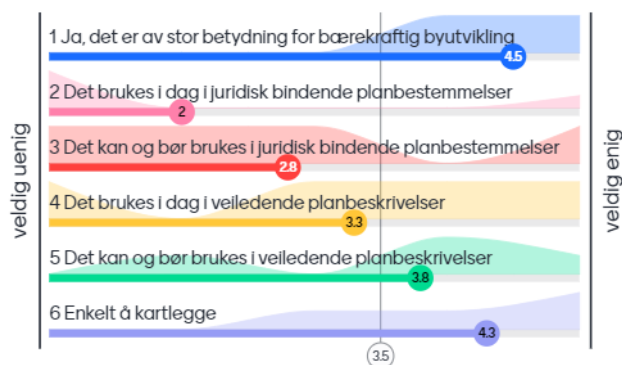 veldig uenig
1 Ja, det er av stor betydning for bærekraftig byutvikling
4.5
2 Det brukes i dag i juridisk bindende planbestemmelser
2
3 Det kan og bør brukes i juridisk bindende planbestemmelser
2.8
4 Det brukes i dag i veiledende planbeskrivelser
3.3
5 Det kan og bør brukes i veiledende planbeskrivelser
3.8
6 Enkelt å kartlegge
4.3
3.5
veldig enig